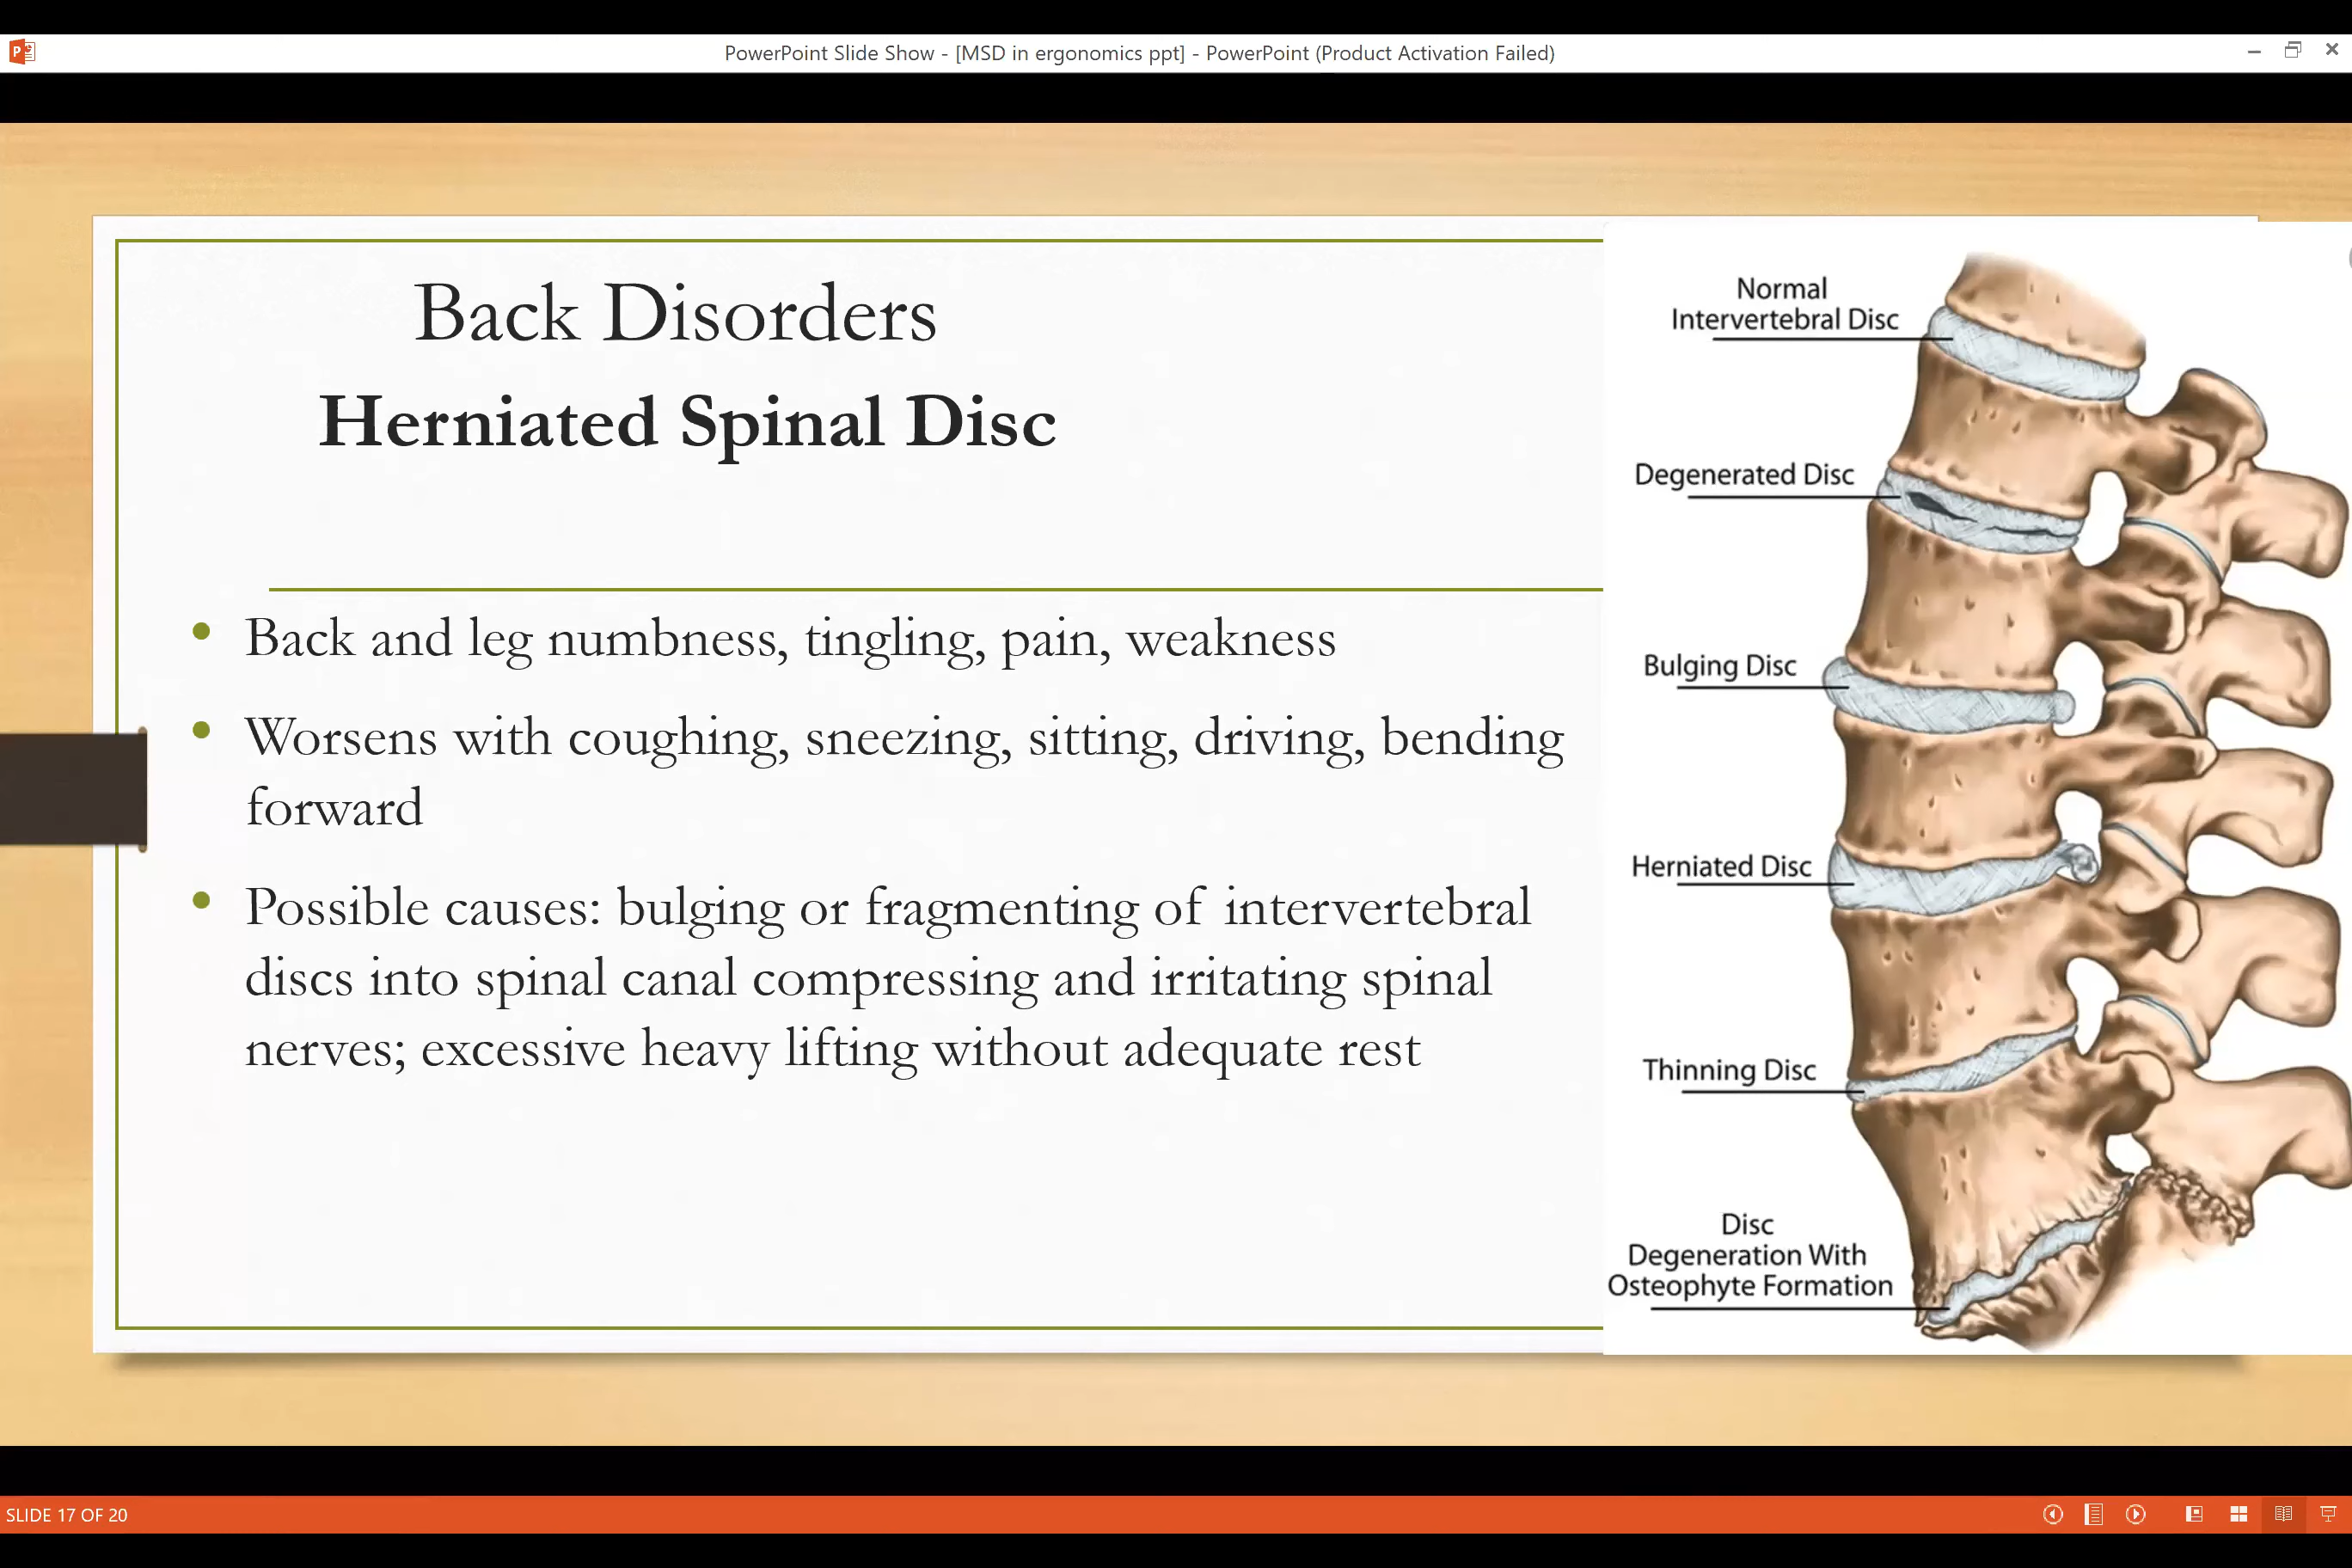 PowerPoint Slide Show - [MSD in ergonomics ppt] - PowerPoint (Product Activation Failed)
Back Disorders
Herniated Spinal Disc
• Back and leg numbness, tingling, pain, weakness
• Worsens with coughing, sneezing, sitting, driving, bending
forward
• Possible causes: bulging or fragmenting of intervertebral
discs into spinal canal compressing and irritating spinal
nerves; excessive heavy lifting without adequate rest
Normal
Intervertebral Disc
Degenerated Disc
Bulging Disc
Herniated Disc
Thinning Disc
Disc
Degeneration With
Osteophyte Formation
SLIDE 17 OF 20